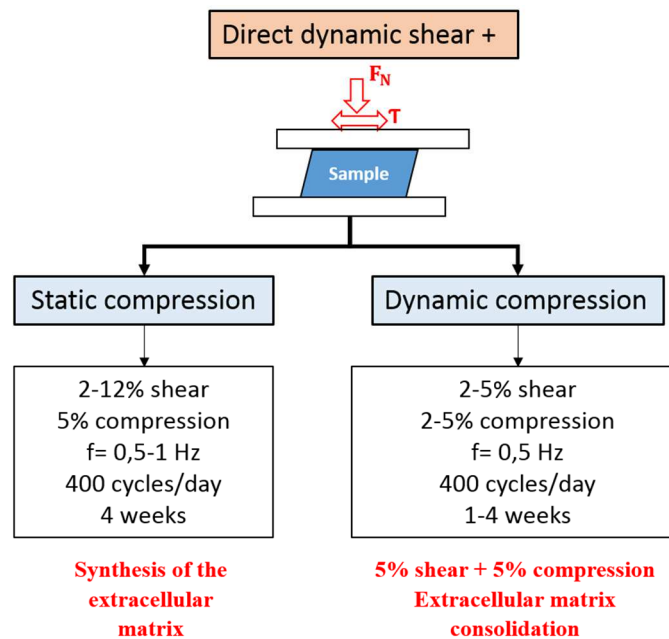 Direct dynamic shear +
F_N
τ
Sample
Static compression
Dynamic compression
2-12% shear
5% compression
f= 0,5-1 Hz
400 cycles/day
4 weeks
2-5% shear
2-5% compression
f= 0,5 Hz
400 cycles/day
1-4 weeks
Synthesis of the
extracellular
matrix
5% shear + 5% compression
Extracellular matrix
consolidation